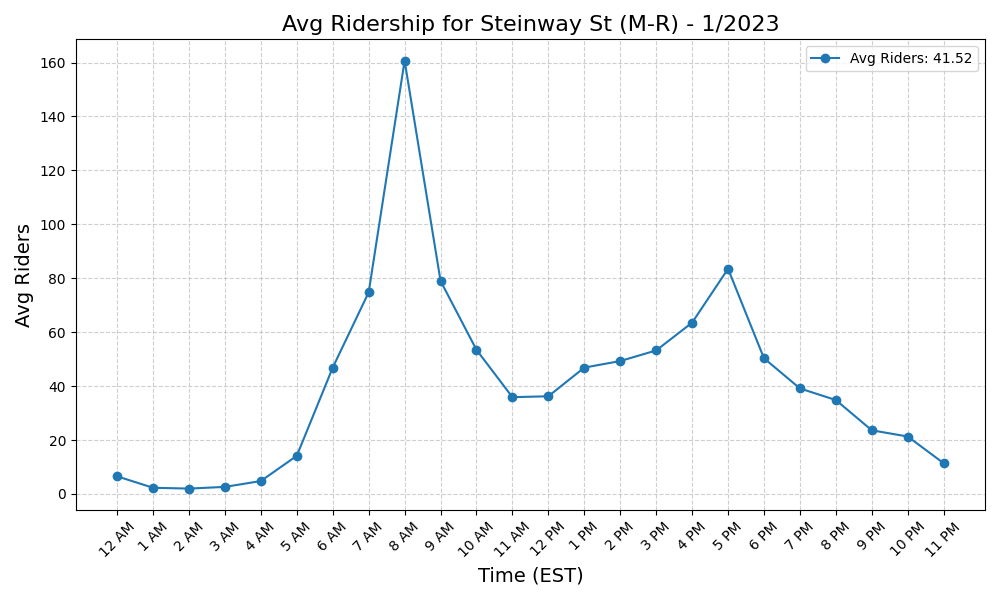 Avg Ridership for Steinway St (M-R) - 1/2023
Avg Riders: 41.52
Avg Riders
160
140
120
100
80
60
40
20
0
12 AM
1 AM
2 AM
3 AM
4 AM
5 AM
6 AM
7 AM
8 AM
9 AM
10 AM
11 AM
12 PM
1 PM
2 PM
3 PM
4 PM
5 PM
6 PM
7 PM
8 PM
9 PM
10 PM
11 PM
Time (EST)